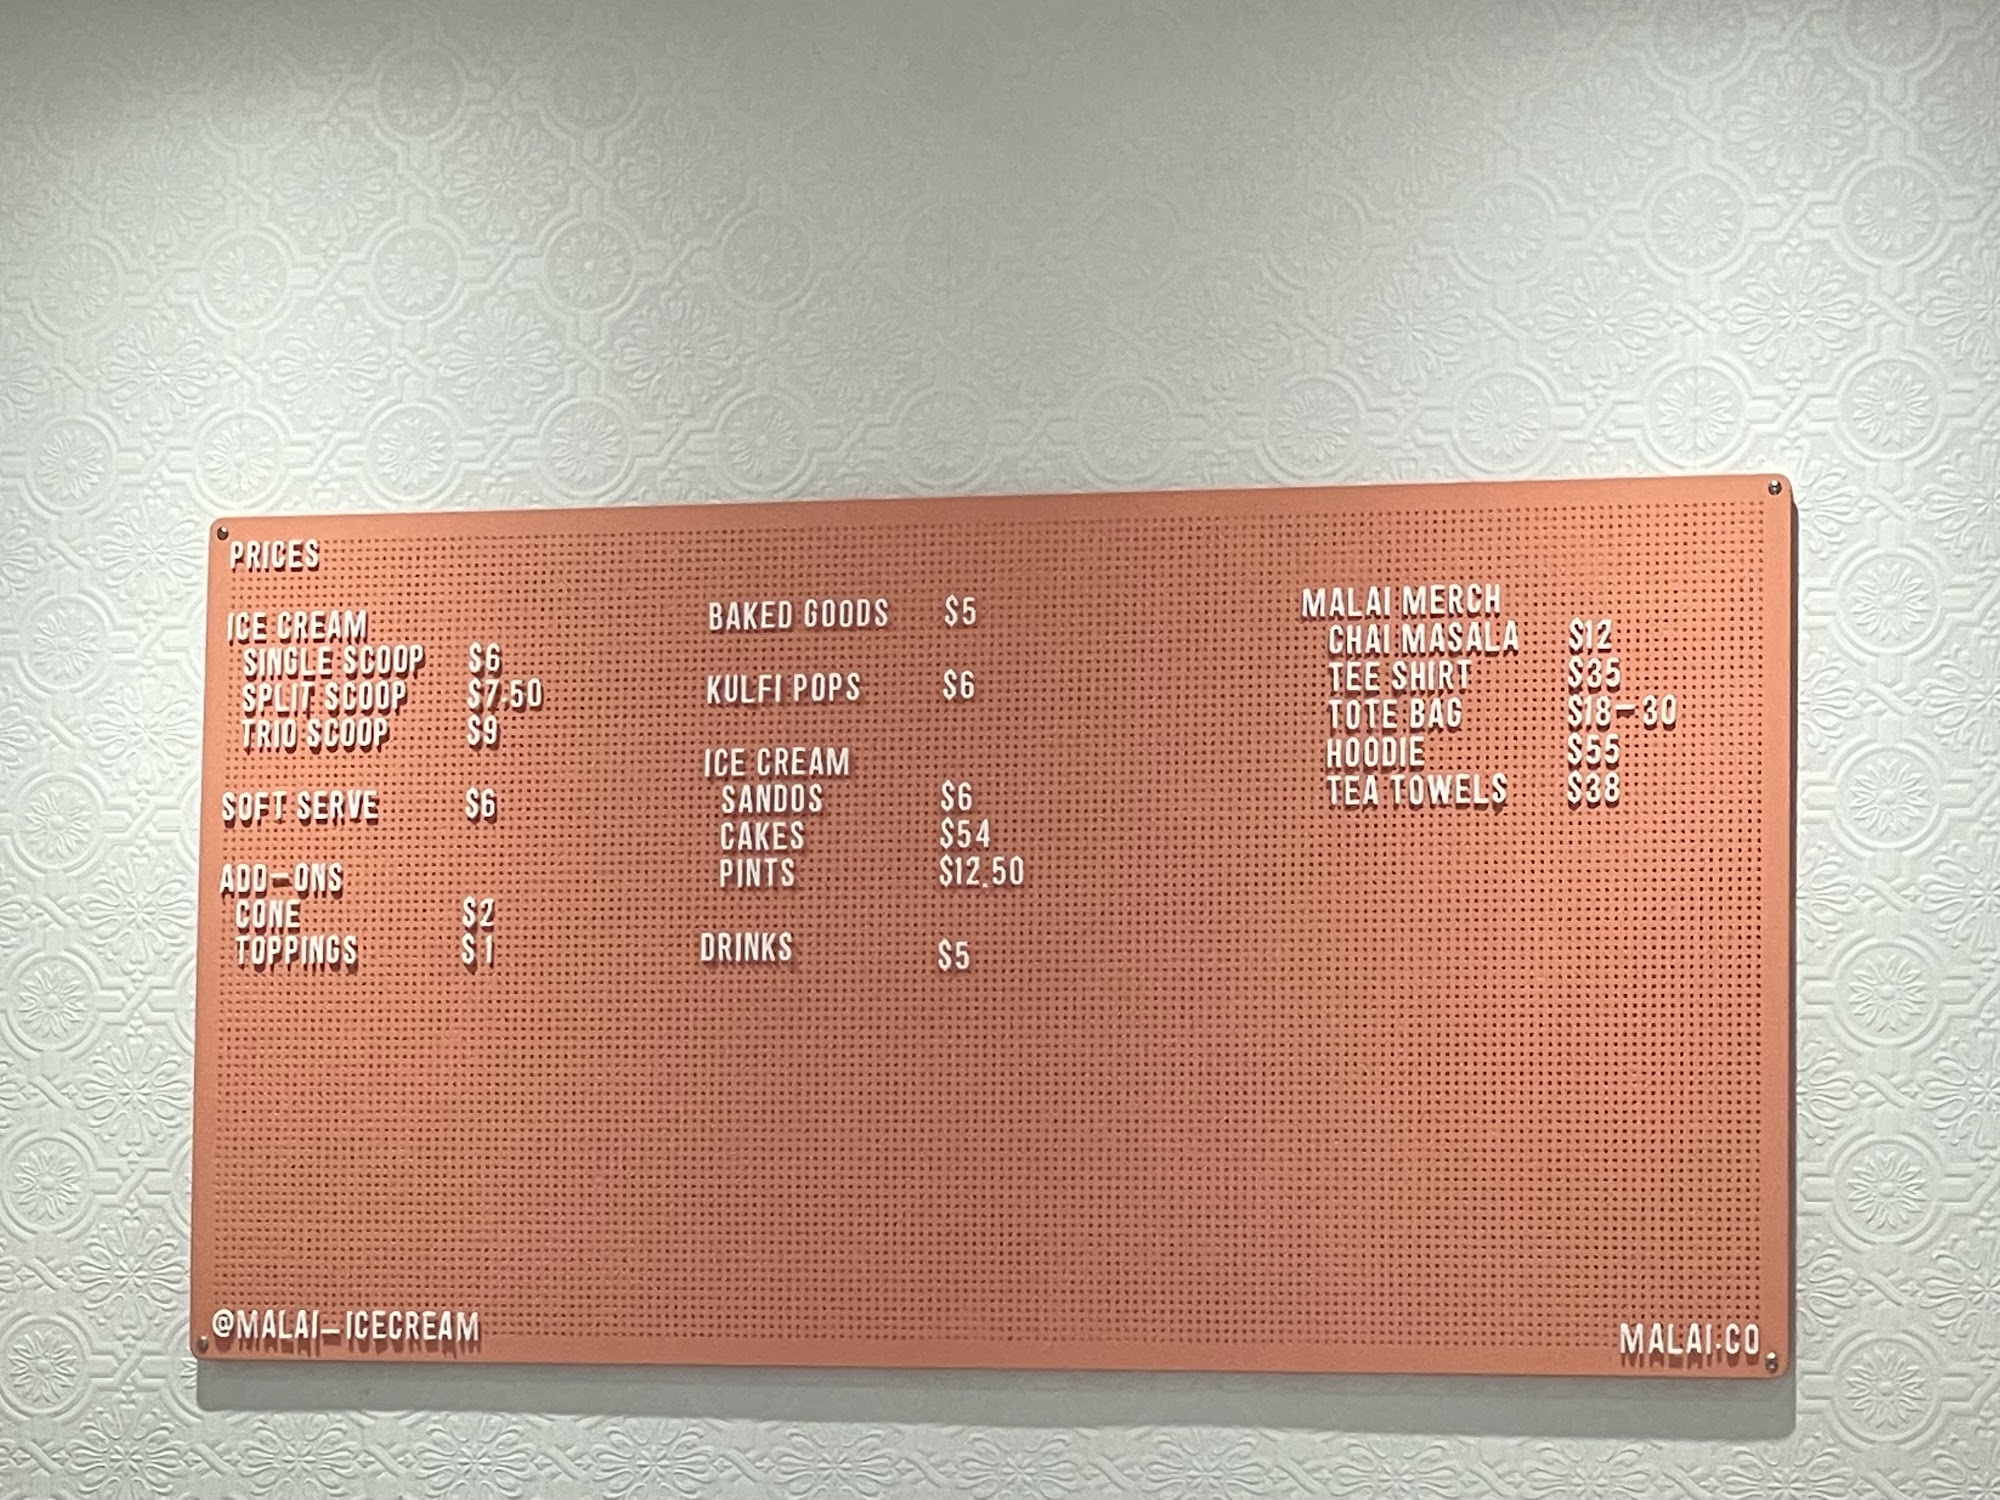 PRICES
ICE CREAM
SINGLE SCOOP $6
SPLIT SCOOP $7.50
TRIO SCOOP $9
SOFT SERVE $6
ADD-ONS
CONE $2
TOPPINGS $1
BAKED GOODS $5
KULFI POPS $6
ICE CREAM
SANDOS $6
CAKES $54
PINTS $12.50
DRINKS $5
MALAI MERCH
CHAI MASALA $12
TEE SHIRT $35
TOTE BAG $18-30
HOODIE $55
TEA TOWELS $38
@MALAI_ICECREAM
MALAI.CO